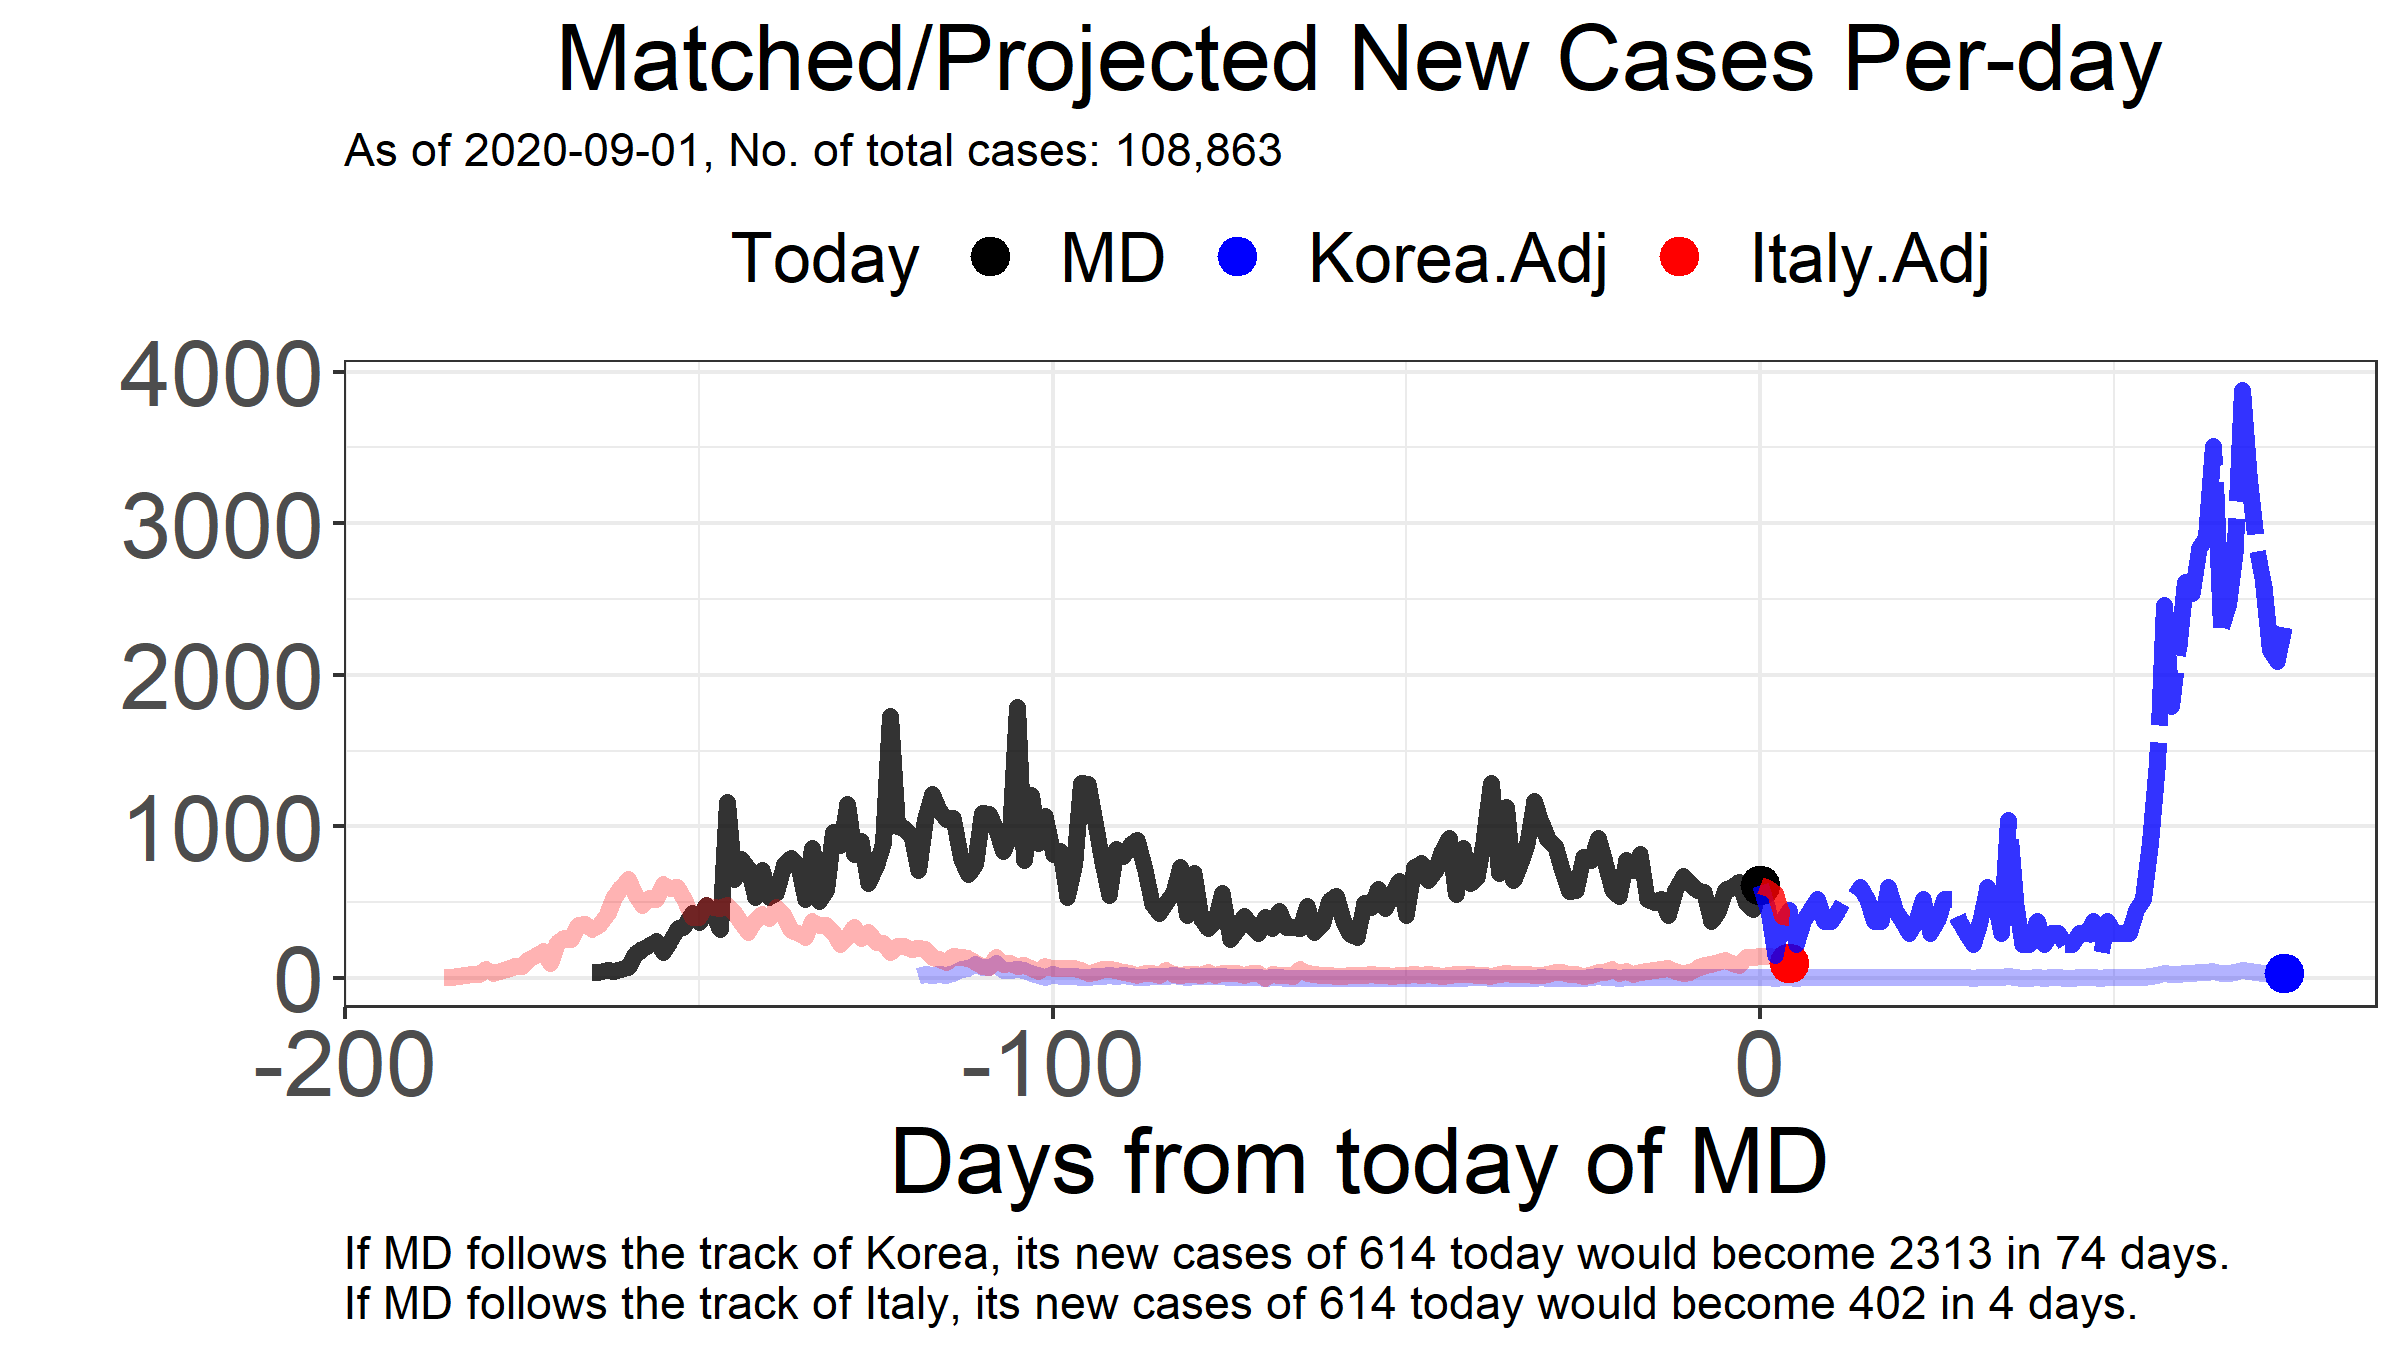 Matched/Projected New Cases Per-day
As of 2020-09-01, No. of total cases: 108,863
Today MD Korea.Adj Italy.Adj
4000
3000
2000
1000
0
-200 -100 0
Days from today of MD
If MD follows the track of Korea, its new cases of 614 today would become 2313 in 74 days.
If MD follows the track of Italy, its new cases of 614 today would become 402 in 4 days.